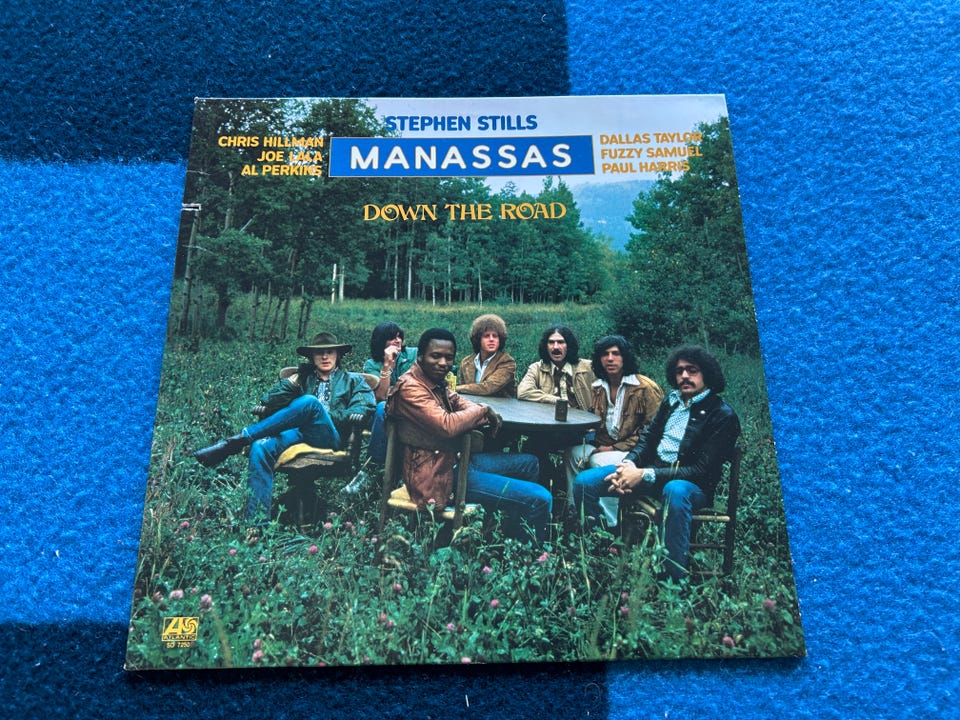 STEPHEN STILLS
CHRIS HILLMAN
JOE LALA
AL PERKINS
MANASSAS
DALLAS TAYLOR
FUZZY SAMUEL
PAUL HARRIS
DOWN THE ROAD
ATLANTIC
SD 7250